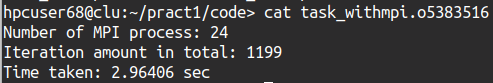 hpcuser68@clu:~/pract1/code> cat task_withmpi.o5383516
Number of MPI process: 24
Iteration amount in total: 1199
Time taken: 2.96406 sec